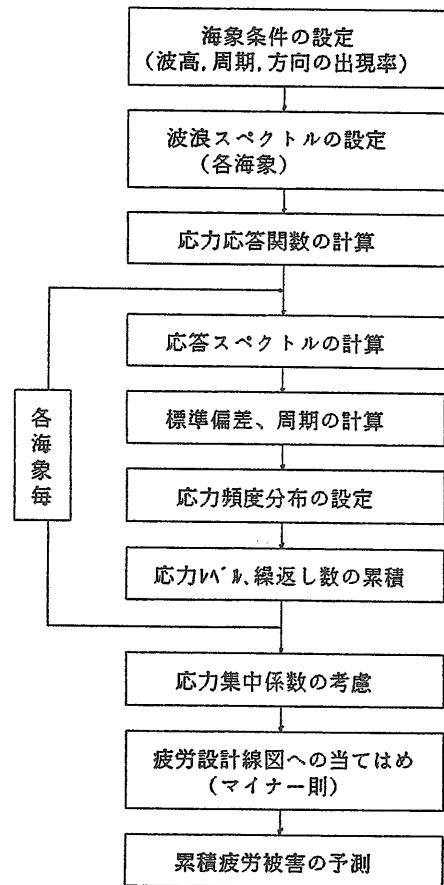 海象条件の設定
(波高,周期,方向の出現率)
波浪スペクトルの設定
(各海象)
応力応答関数の計算
応答スペクトルの計算
標準偏差、周期の計算
各海象毎
応力頻度分布の設定
応力レベル、繰返し数の累積
応力集中係数の考慮
疲労設計線図への当てはめ
(マイナー則)
累積疲労被害の予測